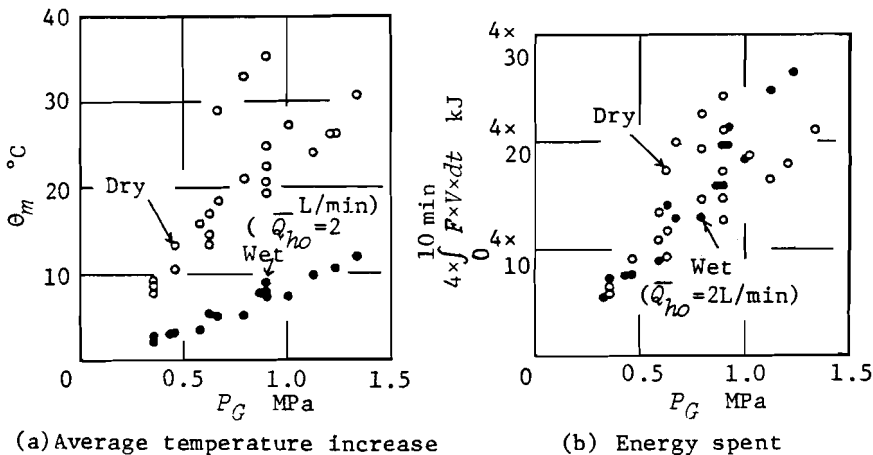 40
30
20
10
0
0.5
1.0
1.5
θm °C
P_G MPa
Dry
L/min)
( Q̅ho=2
Wet
(a)Average temperature increase
4×
30
4×
20
4×
10
0
0.5
1.0
1.5
10 min
4×∫ F×V×dt kJ
0
P_G MPa
Dry
Wet
(Q̅ho=2L/min)
(b) Energy spent